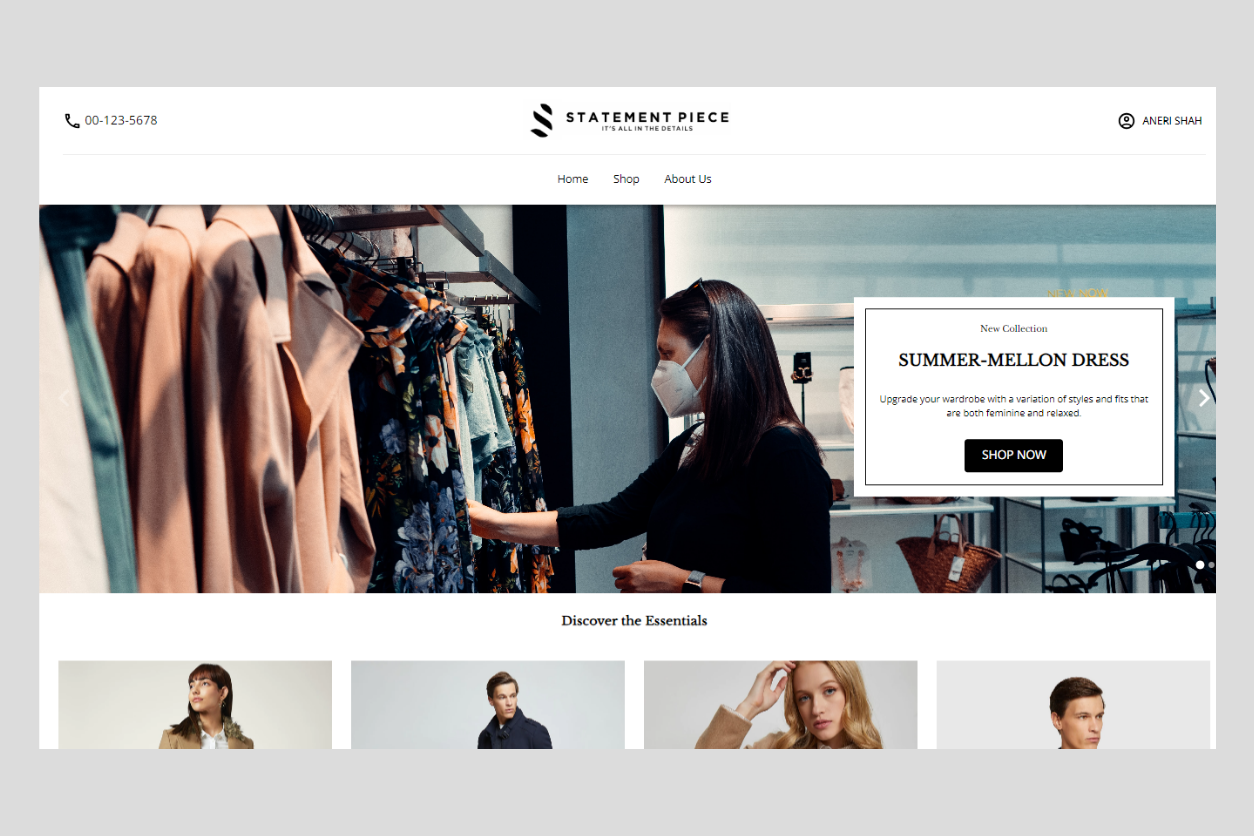 00-123-5678
STATEMENT PIECE
IT'S ALL IN THE DETAILS
ANERI SHAH
Home
Shop
About Us
NEW NOW
New Collection
SUMMER-MELLON DRESS
Upgrade your wardrobe with a variation of styles and fits that
are both feminine and relaxed.
SHOP NOW
Discover the Essentials